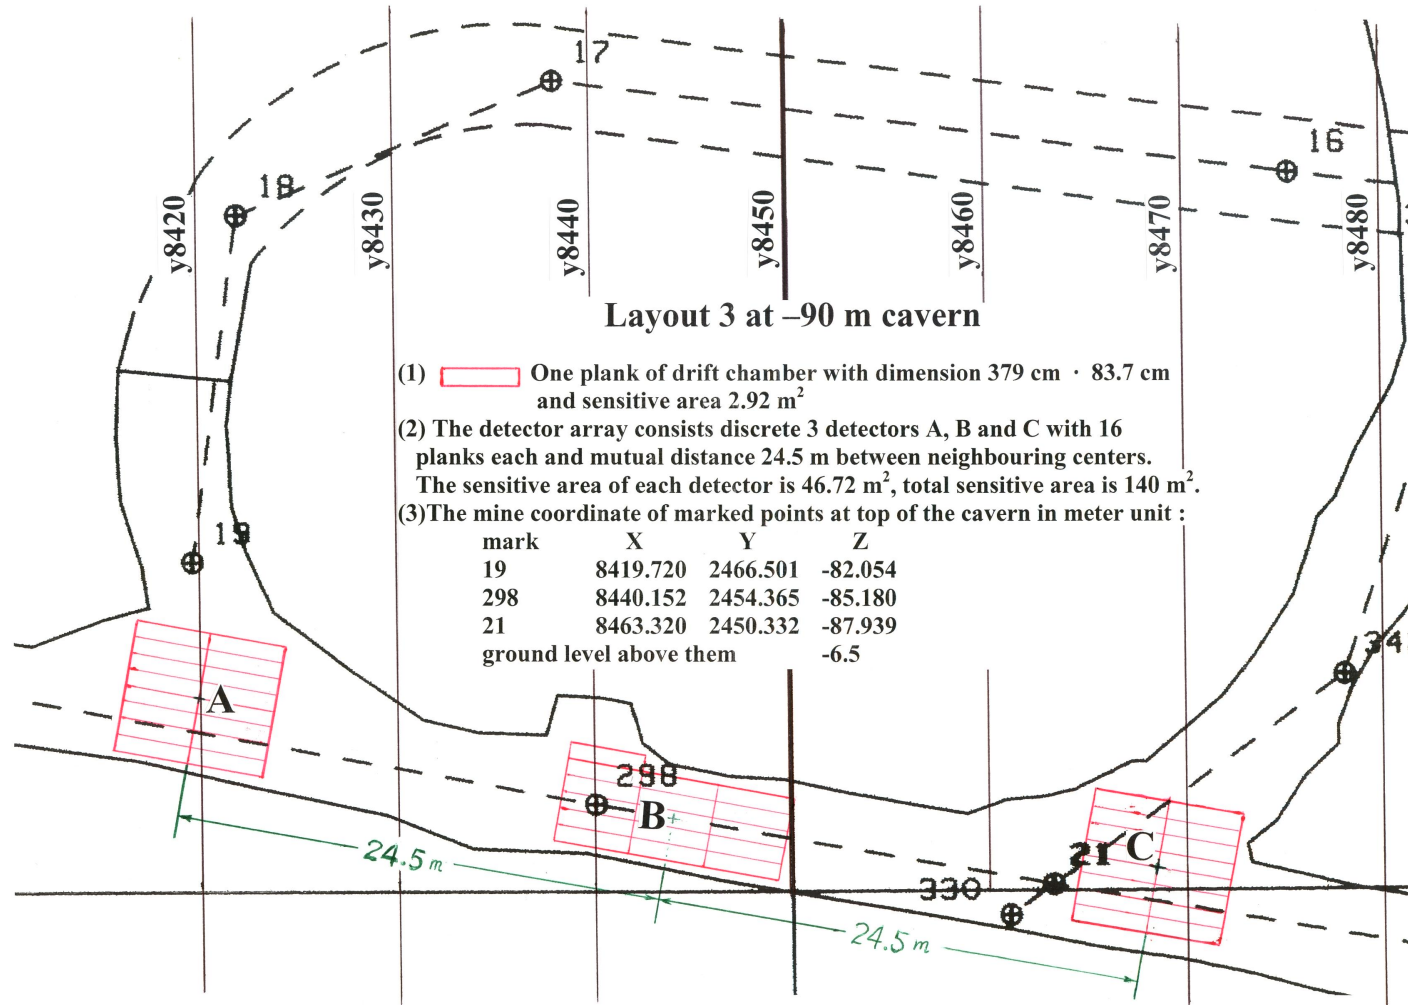 17
16
18
y8420
y8430
y8440
y8450
y8460
y8470
y8480
Layout 3 at –90 m cavern
(1) One plank of drift chamber with dimension 379 cm · 83.7 cm
and sensitive area 2.92 m²
(2) The detector array consists discrete 3 detectors A, B and C with 16
planks each and mutual distance 24.5 m between neighbouring centers.
The sensitive area of each detector is 46.72 m², total sensitive area is 140 m².
(3)The mine coordinate of marked points at top of the cavern in meter unit :
mark X Y Z
19 8419.720 2466.501 -82.054
298 8440.152 2454.365 -85.180
21 8463.320 2450.332 -87.939
ground level above them -6.5
19
34
A
298
B
21
C
330
24.5 m
24.5 m